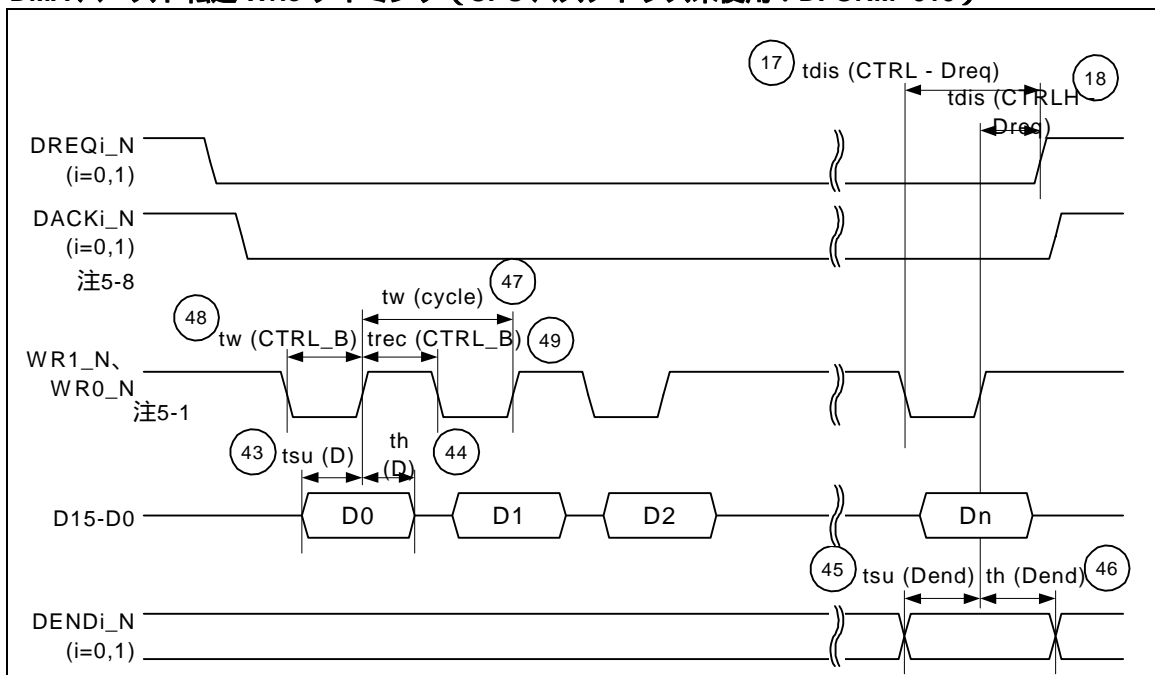 17 tdis (CTRL - Dreq) 18
tdis (CTRLH - Dreq)
DREQi_N
(i=0,1)
DACKi_N
(i=0,1)
注5-8
47
tw (cycle)
48
tw (CTRL_B) trec (CTRL_B) 49
WR1_N、
WR0_N
注5-1
43 tsu (D) th (D) 44
D15-D0 D0 D1 D2 Dn
45 tsu (Dend) th (Dend) 46
DENDi_N
(i=0,1)